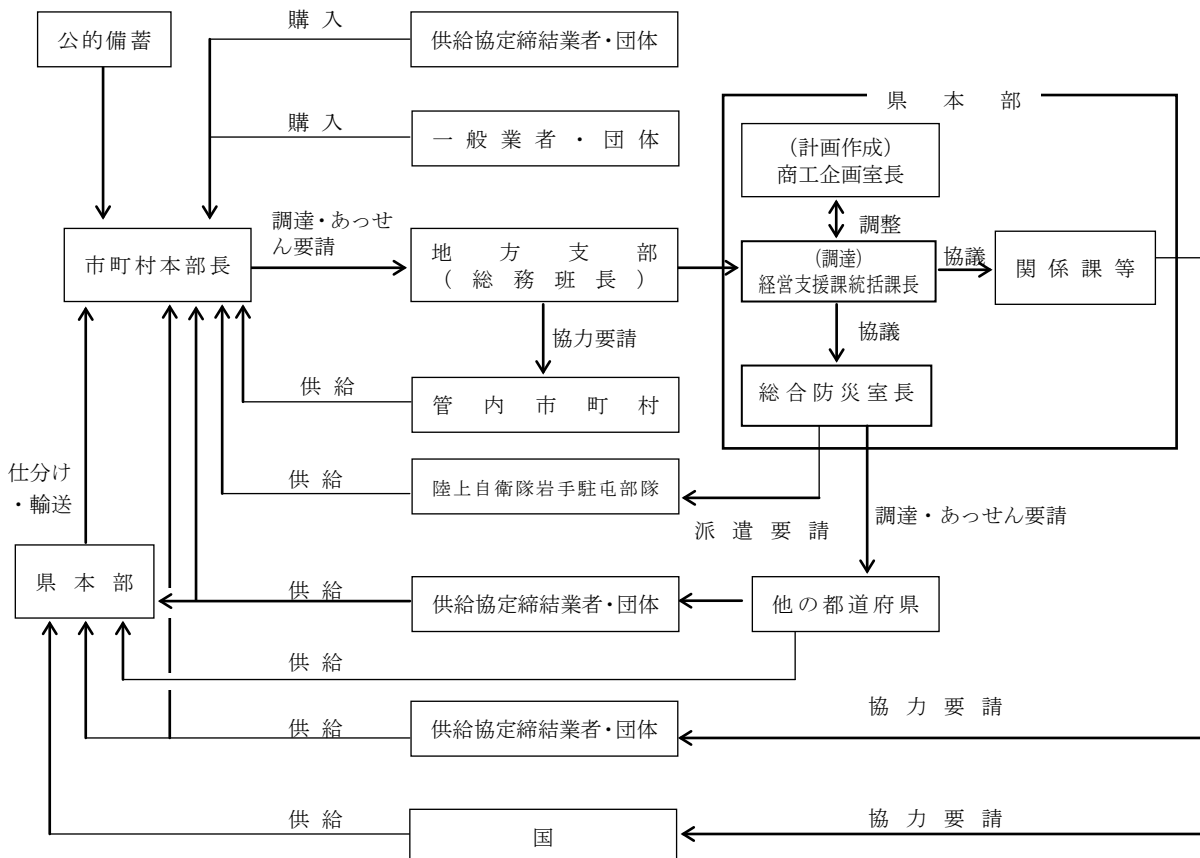 購入
公的備蓄
供給協定締結業者・団体
県本部
購入
一般業者・団体
(計画作成)
商工企画室長
調達・あっせ
ん要請
調整
市町村本部長
地方支部
(総務班長)
(調達)
経営支援課統括課長
協議
関係課等
協力要請
協議
供給
管内市町村
総合防災室長
仕分け
・輸送
供給
陸上自衛隊岩手駐屯部隊
派遣要請
調達・あっせん要請
県本部
供給
供給協定締結業者・団体
他の都道府県
供給
協力要請
供給
供給協定締結業者・団体
供給
国
協力要請